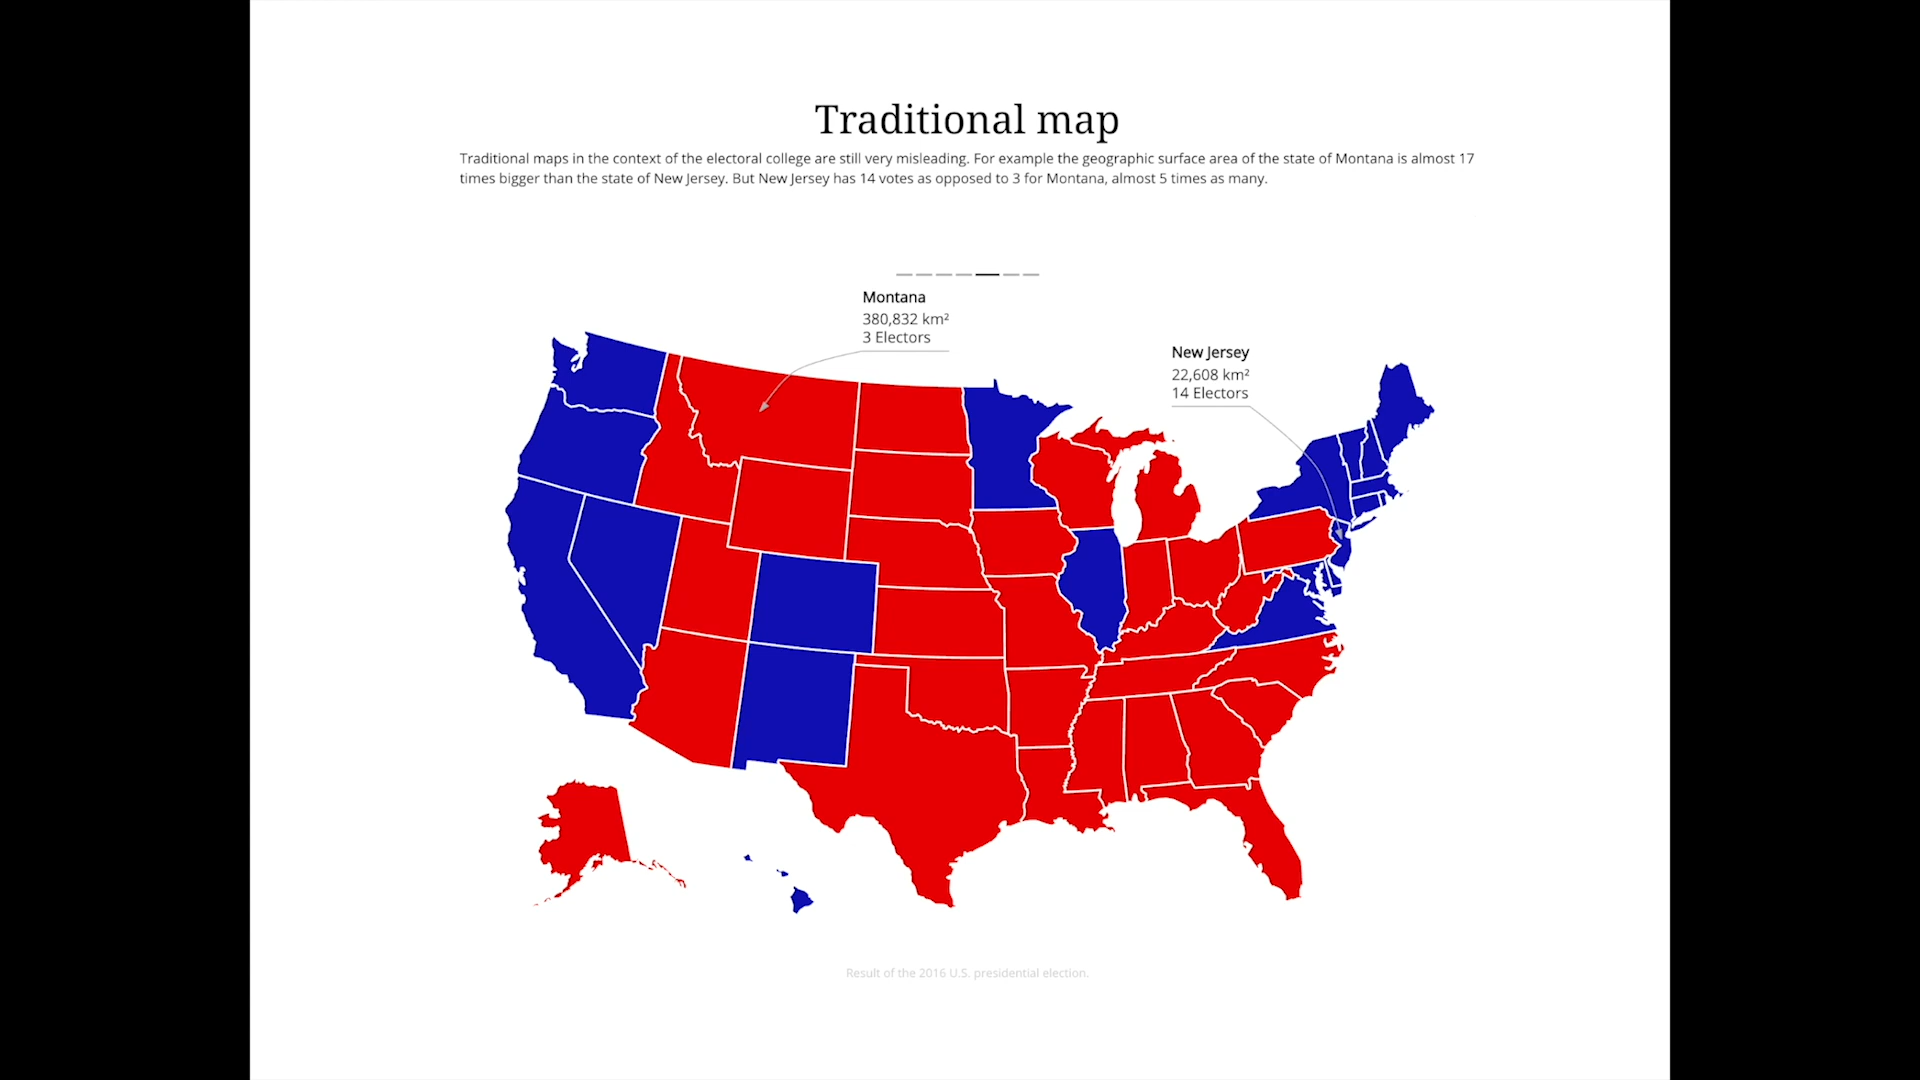 Traditional map
Traditional maps in the context of the electoral college are still very misleading. For example the geographic surface area of the state of Montana is almost 17
times bigger than the state of New Jersey. But New Jersey has 14 votes as opposed to 3 for Montana, almost 5 times as many.
Montana
380,832 km²
3 Electors
New Jersey
22,608 km²
14 Electors
Result of the 2016 U.S. presidential election.